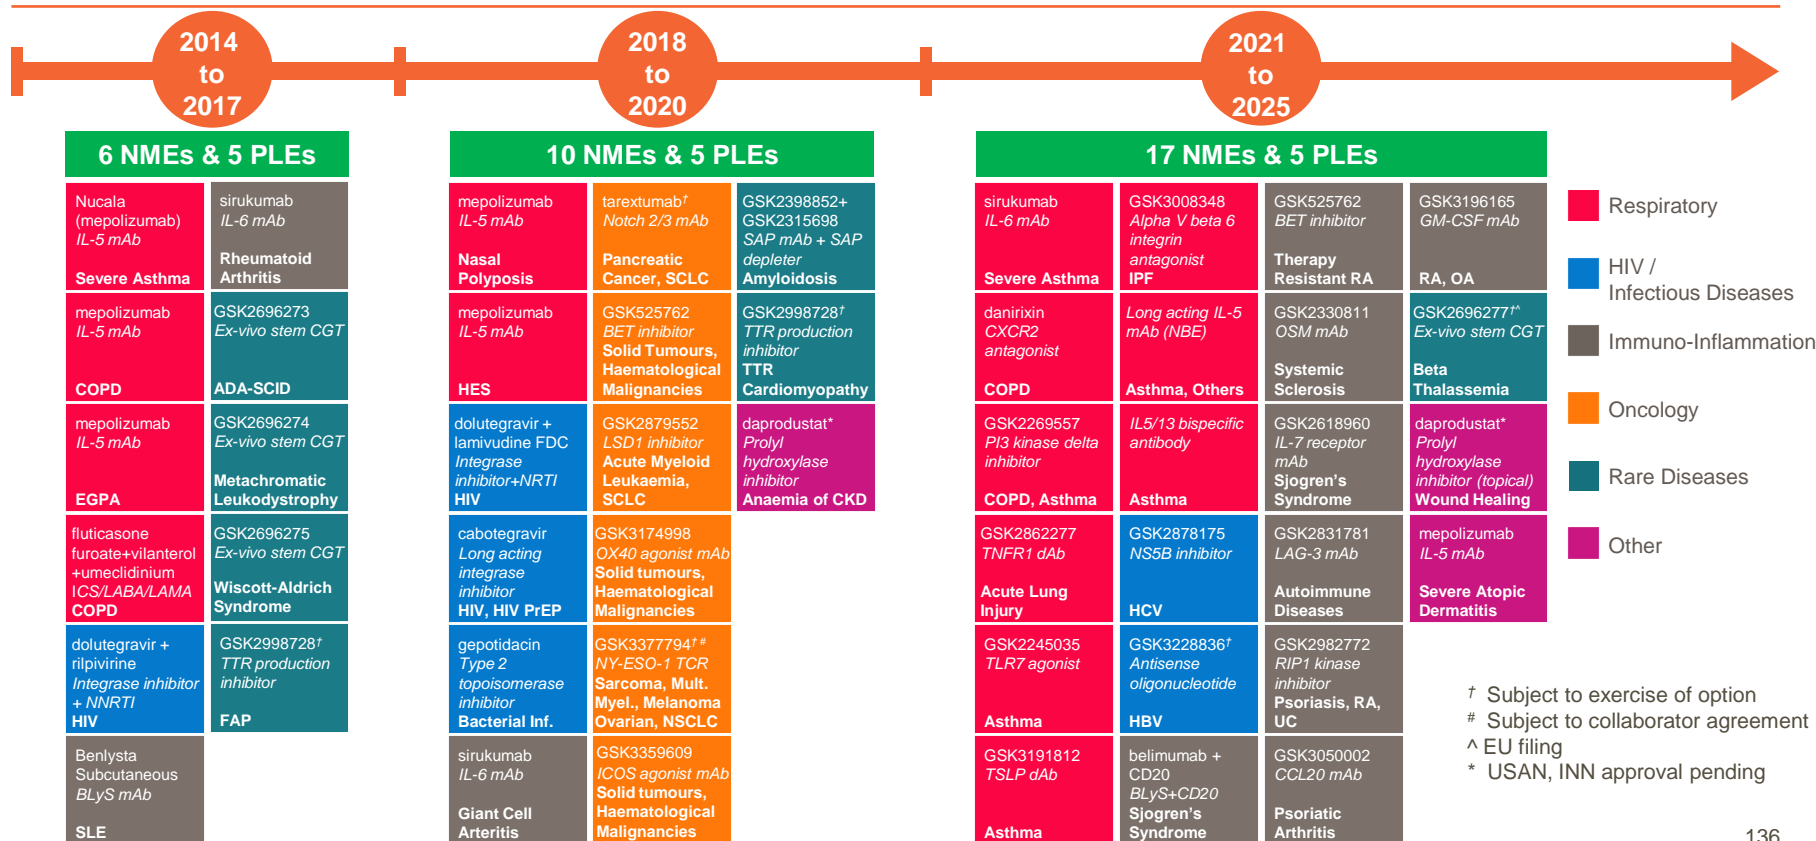 2014
to
2017
2018
to
2020
2021
to
2025
6 NMEs & 5 PLEs
Nucala
(mepolizumab)
IL-5 mAb
Severe Asthma
sirukumab
IL-6 mAb
Rheumatoid
Arthritis
mepolizumab
IL-5 mAb
COPD
GSK2696273
Ex-vivo stem CGT
ADA-SCID
mepolizumab
IL-5 mAb
EGPA
GSK2696274
Ex-vivo stem CGT
Metachromatic
Leukodystrophy
fluticasone
furoate+vilanterol
+umeclidinium
ICS/LABA/LAMA
COPD
GSK2696275
Ex-vivo stem CGT
Wiscott-Aldrich
Syndrome
dolutegravir +
rilpivirine
Integrase inhibitor
+ NNRTI
HIV
GSK2998728†
TTR production
inhibitor
FAP
Benlysta
Subcutaneous
BLyS mAb
SLE
10 NMEs & 5 PLEs
mepolizumab
IL-5 mAb
Nasal
Polyposis
tarextumab†
Notch 2/3 mAb
Pancreatic
Cancer, SCLC
GSK2398852+
GSK2315698
SAP mAb + SAP
depleter
Amyloidosis
mepolizumab
IL-5 mAb
HES
GSK525762
BET inhibitor
Solid Tumours,
Haematological
Malignancies
GSK2998728†
TTR production
inhibitor
TTR
Cardiomyopathy
dolutegravir +
lamivudine FDC
Integrase
inhibitor+NRTI
HIV
GSK2879552
LSD1 inhibitor
Acute Myeloid
Leukaemia,
SCLC
daprodustat*
Prolyl
hydroxylase
inhibitor
Anaemia of CKD
cabotegravir
Long acting
integrase
inhibitor
HIV, HIV PrEP
GSK3174998
OX40 agonist mAb
Solid tumours,
Haematological
Malignancies
gepotidacin
Type 2
topoisomerase
inhibitor
Bacterial Inf.
GSK3377794† #
NY-ESO-1 TCR
Sarcoma, Mult.
Myel., Melanoma
Ovarian, NSCLC
sirukumab
IL-6 mAb
Giant Cell
Arteritis
GSK3359609
ICOS agonist mAb
Solid tumours,
Haematological
Malignancies
17 NMEs & 5 PLEs
sirukumab
IL-6 mAb
Severe Asthma
GSK3008348
Alpha V beta 6
integrin
antagonist
IPF
GSK525762
BET inhibitor
Therapy
Resistant RA
GSK3196165
GM-CSF mAb
RA, OA
danirixin
CXCR2
antagonist
COPD
Long acting IL-5
mAb (NBE)
Asthma, Others
GSK2330811
OSM mAb
Systemic
Sclerosis
GSK2696277†^
Ex-vivo stem CGT
Beta
Thalassemia
GSK2269557
PI3 kinase delta
inhibitor
COPD, Asthma
IL5/13 bispecific
antibody
Asthma
GSK2618960
IL-7 receptor
mAb
Sjogren's
Syndrome
daprodustat*
Prolyl
hydroxylase
inhibitor (topical)
Wound Healing
GSK2862277
TNFR1 dAb
Acute Lung
Injury
GSK2878175
NS5B inhibitor
HCV
GSK2831781
LAG-3 mAb
Autoimmune
Diseases
mepolizumab
IL-5 mAb
Severe Atopic
Dermatitis
GSK2245035
TLR7 agonist
Asthma
GSK3228836†
Antisense
oligonucleotide
HBV
GSK2982772
RIP1 kinase
inhibitor
Psoriasis, RA,
UC
GSK3191812
TSLP dAb
Asthma
belimumab +
CD20
BLyS+CD20
Sjogren's
Syndrome
GSK3050002
CCL20 mAb
Psoriatic
Arthritis
Respiratory
HIV /
Infectious Diseases
Immuno-Inflammation
Oncology
Rare Diseases
Other
† Subject to exercise of option
# Subject to collaborator agreement
^ EU filing
* USAN, INN approval pending
136